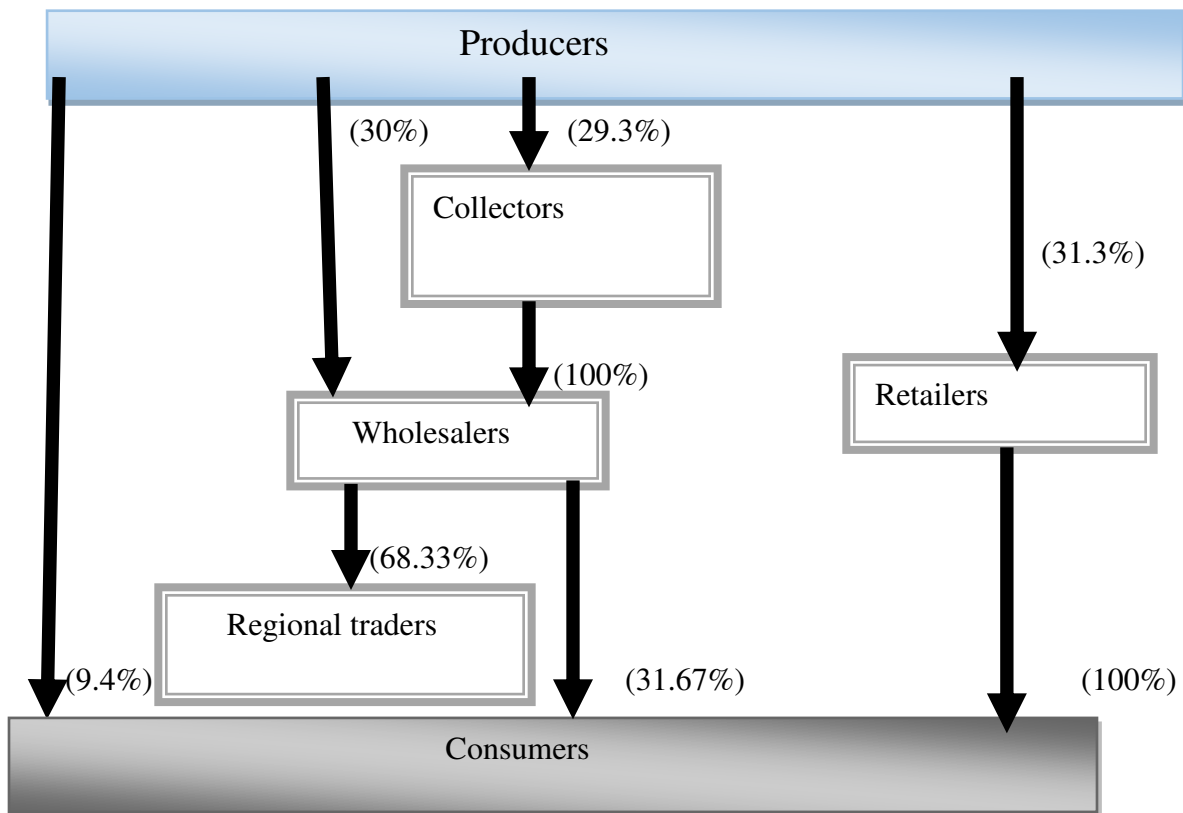 Producers
(30%)
(29.3%)
Collectors
(31.3%)
(100%)
Retailers
Wholesalers
(68.33%)
Regional traders
(9.4%)
(31.67%)
(100%)
Consumers